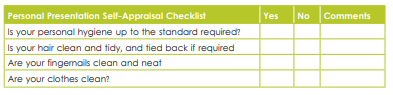 Personal Presentation Self-Appraisal Checklist Yes No Comments
Is your personal hygiene up to the standard required?
Is your hair clean and tidy, and tied back if required
Are your fingernails clean and neat
Are your clothes clean?